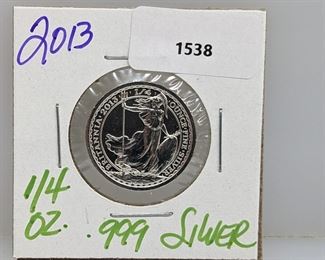 2013
1538
BRITANNIA · 2013 · 1/4 OUNCE FINE SILVER
1/4
OZ. .999 SILVER